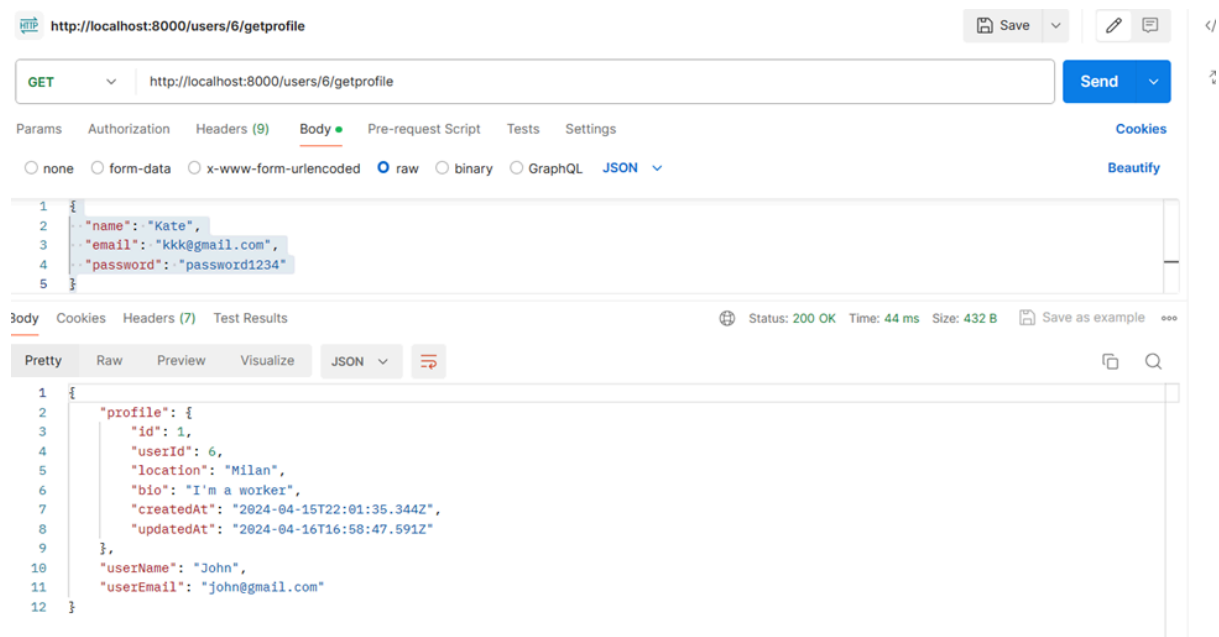 HTTP http://localhost:8000/users/6/getprofile Save
GET http://localhost:8000/users/6/getprofile Send
Params Authorization Headers (9) Body Pre-request Script Tests Settings Cookies
none form-data x-www-form-urlencoded raw binary GraphQL JSON Beautify
1 {
2 "name": "Kate",
3 "email": "kkk@gmail.com",
4 "password": "password1234"
5 }
Body Cookies Headers (7) Test Results Status: 200 OK Time: 44 ms Size: 432 B Save as example
Pretty Raw Preview Visualize JSON
1 {
2 "profile": {
3 "id": 1,
4 "userId": 6,
5 "location": "Milan",
6 "bio": "I'm a worker",
7 "createdAt": "2024-04-15T22:01:35.344Z",
8 "updatedAt": "2024-04-16T16:58:47.591Z"
9 },
10 "userName": "John",
11 "userEmail": "john@gmail.com"
12 }